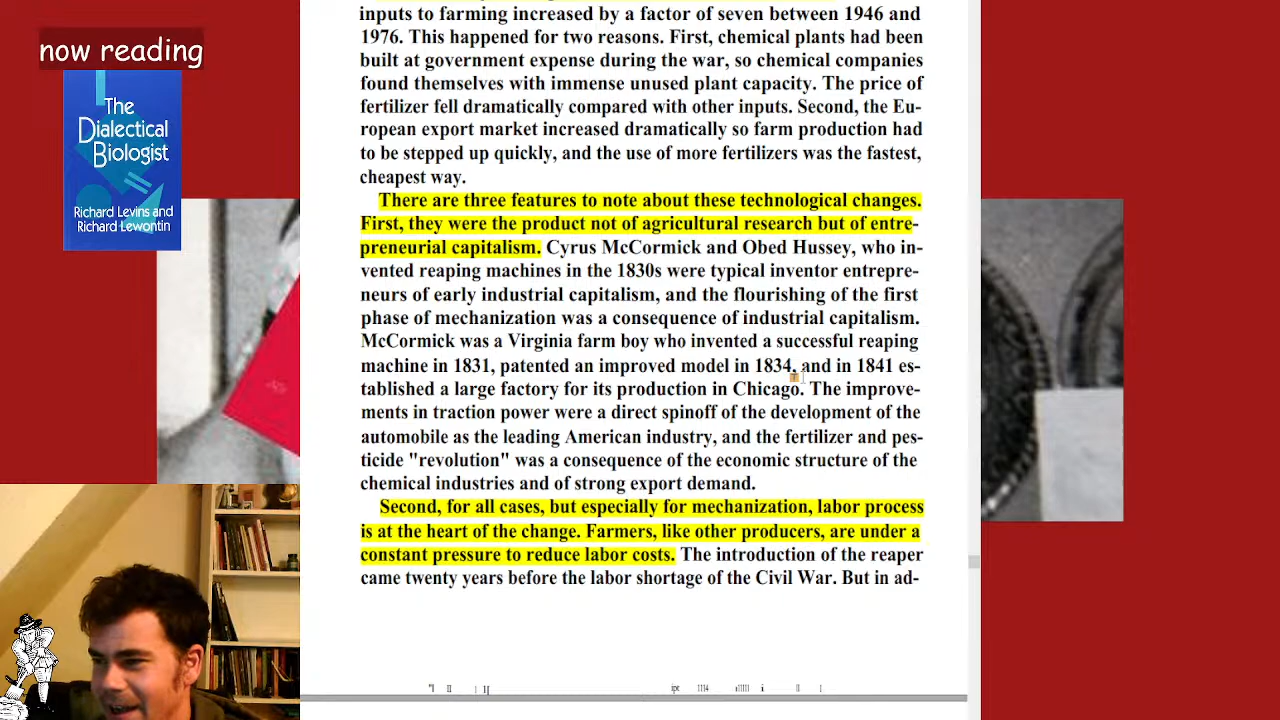 now reading
The
Dialectical
Biologist
Richard Levins and
Richard Lewontin
inputs to farming increased by a factor of seven between 1946 and
1976. This happened for two reasons. First, chemical plants had been
built at government expense during the war, so chemical companies
found themselves with immense unused plant capacity. The price of
fertilizer fell dramatically compared with other inputs. Second, the Eu-
ropean export market increased dramatically so farm production had
to be stepped up quickly, and the use of more fertilizers was the fastest,
cheapest way.
There are three features to note about these technological changes.
First, they were the product not of agricultural research but of entre-
preneurial capitalism. Cyrus McCormick and Obed Hussey, who in-
vented reaping machines in the 1830s were typical inventor entrepre-
neurs of early industrial capitalism, and the flourishing of the first
phase of mechanization was a consequence of industrial capitalism.
McCormick was a Virginia farm boy who invented a successful reaping
machine in 1831, patented an improved model in 1834, and in 1841 es-
tablished a large factory for its production in Chicago. The improve-
ments in traction power were a direct spinoff of the development of the
automobile as the leading American industry, and the fertilizer and pes-
ticide "revolution" was a consequence of the economic structure of the
chemical industries and of strong export demand.
Second, for all cases, but especially for mechanization, labor process
is at the heart of the change. Farmers, like other producers, are under a
constant pressure to reduce labor costs. The introduction of the reaper
came twenty years before the labor shortage of the Civil War. But in ad-